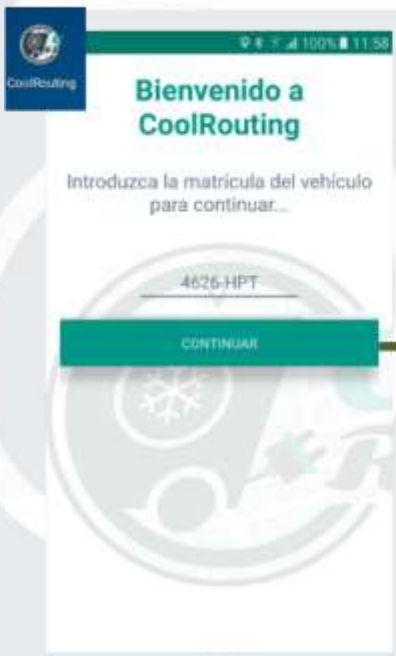 CoolRouting
100% 11:58
Bienvenido a
CoolRouting
Introduzca la matrícula del vehículo
para continuar...
4626-HPT
CONTINUAR